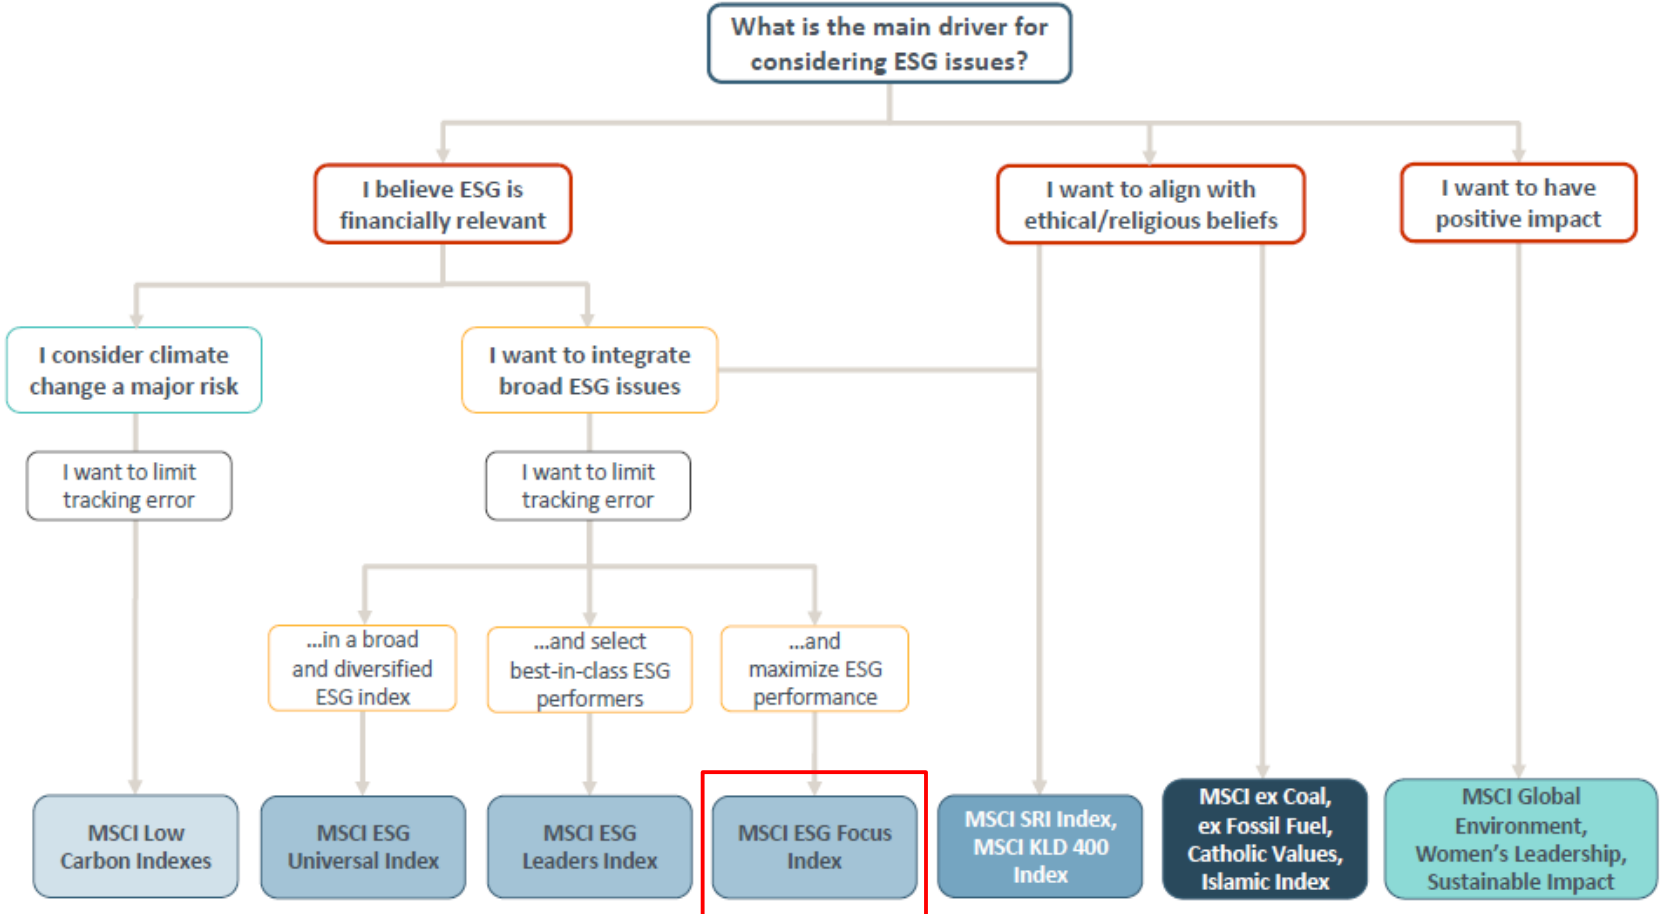 What is the main driver for
considering ESG issues?
I believe ESG is
financially relevant
I want to align with
ethical/religious beliefs
I want to have
positive impact
I consider climate
change a major risk
I want to integrate
broad ESG issues
I want to limit
tracking error
I want to limit
tracking error
...in a broad
and diversified
ESG index
...and select
best-in-class ESG
performers
...and
maximize ESG
performance
MSCI Low
Carbon Indexes
MSCI ESG
Universal Index
MSCI ESG
Leaders Index
MSCI ESG Focus
Index
MSCI SRI Index,
MSCI KLD 400
Index
MSCI ex Coal,
ex Fossil Fuel,
Catholic Values,
Islamic Index
MSCI Global
Environment,
Women's Leadership,
Sustainable Impact